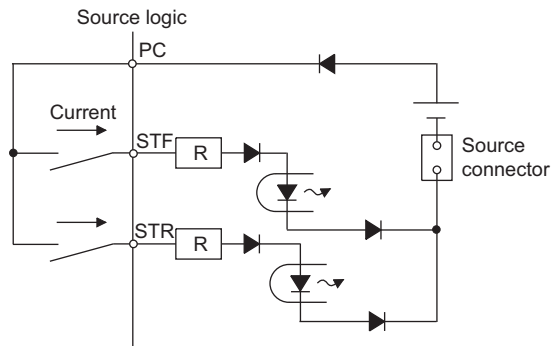 Source logic
PC
Current
STF
R
Source
connector
STR
R